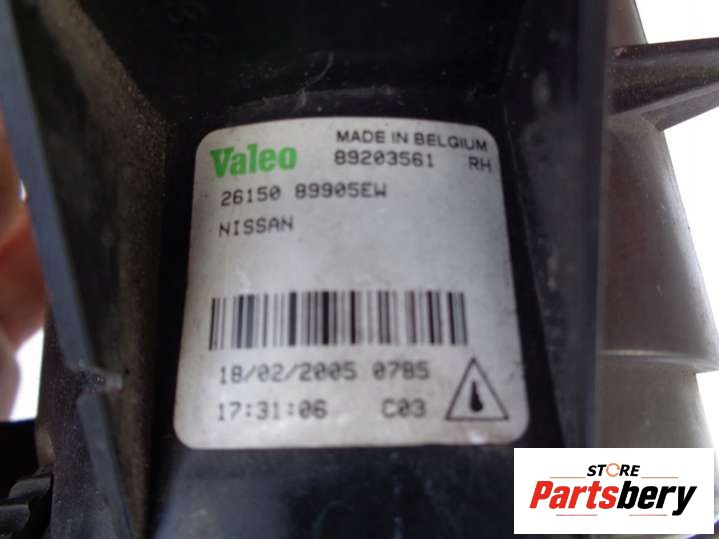 Valeo MADE IN BELGIUM
89203561 RH
26150 89905EW
NISSAN
18/02/2005 0785
17:31:06 C03
STORE
Partsbery